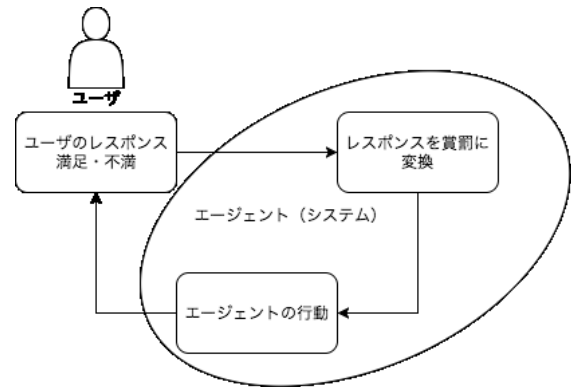 ユーザ
ユーザのレスポンス
満足・不満
レスポンスを賞罰に
変換
エージェント（システム）
エージェントの行動